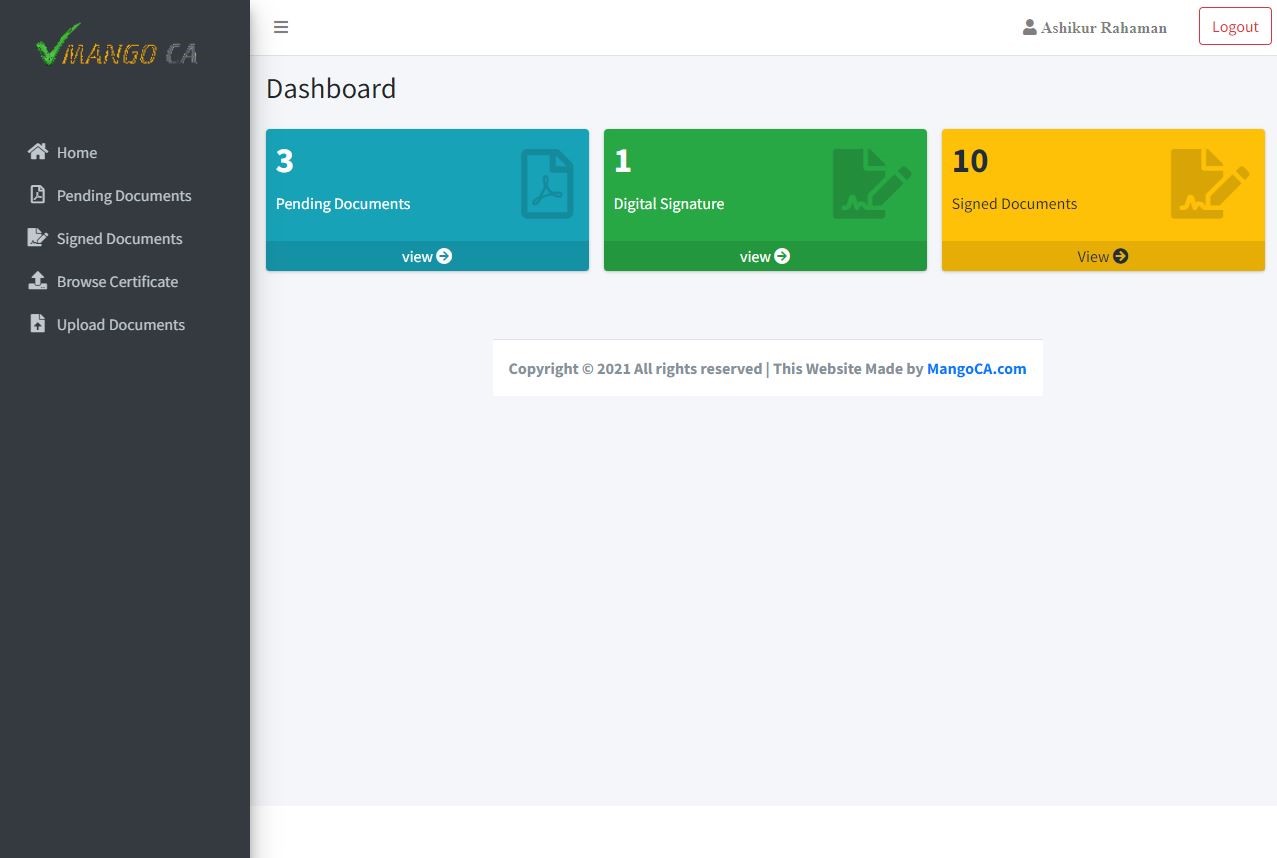 MANGO CA
Ashikur Rahaman
Logout
Home
Pending Documents
Signed Documents
Browse Certificate
Upload Documents
Dashboard
3
Pending Documents
view
1
Digital Signature
view
10
Signed Documents
View
Copyright © 2021 All rights reserved | This Website Made by MangoCA.com